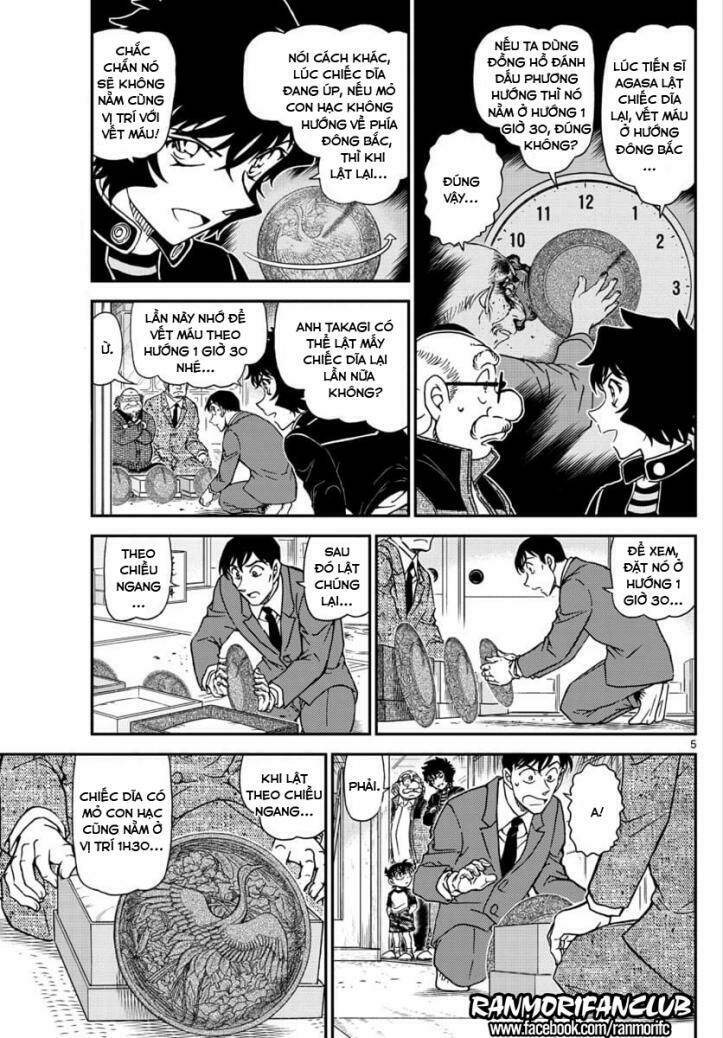 LÚC TIẾN SĨ
AGASA LẬT
CHIẾC DĨA
LẠI, VẾT MÁU
Ở HƯỚNG
ĐÔNG BẮC
...
NẾU TA DÙNG
ĐỒNG HỒ ĐÁNH
DẤU PHƯƠNG
HƯỚNG THÌ NÓ
NẰM Ở HƯỚNG 1
GIỜ 30, ĐÚNG
KHÔNG?
ĐÚNG
VẬY...
10
11
12
1
2
3
NÓI CÁCH KHÁC,
LÚC CHIẾC DĨA
ĐANG ÚP, NẾU MỎ
CON HẠC KHÔNG
HƯỚNG VỀ PHÍA
ĐÔNG BẮC,
THÌ KHI
LẬT LẠI...
CHẮC
CHẮN NÓ
SẼ KHÔNG
NẰM CÙNG
VỊ TRÍ VỚI
VẾT MÁU!
ANH TAKAGI CÓ
THỂ LẬT MẤY
CHIẾC DĨA LẠI
LẦN NỮA
KHÔNG?
LẦN NÀY NHỚ ĐỂ
VẾT MÁU THEO
HƯỚNG 1 GIỜ 30
NHÉ...
Ừ.
ĐỂ XEM,
ĐẶT NÓ Ở
HƯỚNG 1
GIỜ 30...
SAU
ĐÓ LẬT
CHÚNG
LẠI...
THEO
CHIỀU
NGANG
...
5
A!
PHẢI.
KHI LẬT
THEO CHIỀU
NGANG...
CHIẾC DĨA CÓ
MỎ CON HẠC
CŨNG NẰM Ở
VỊ TRÍ 1H30...
RANMORIFANCLUB
www.facebook.com/ranmorifc